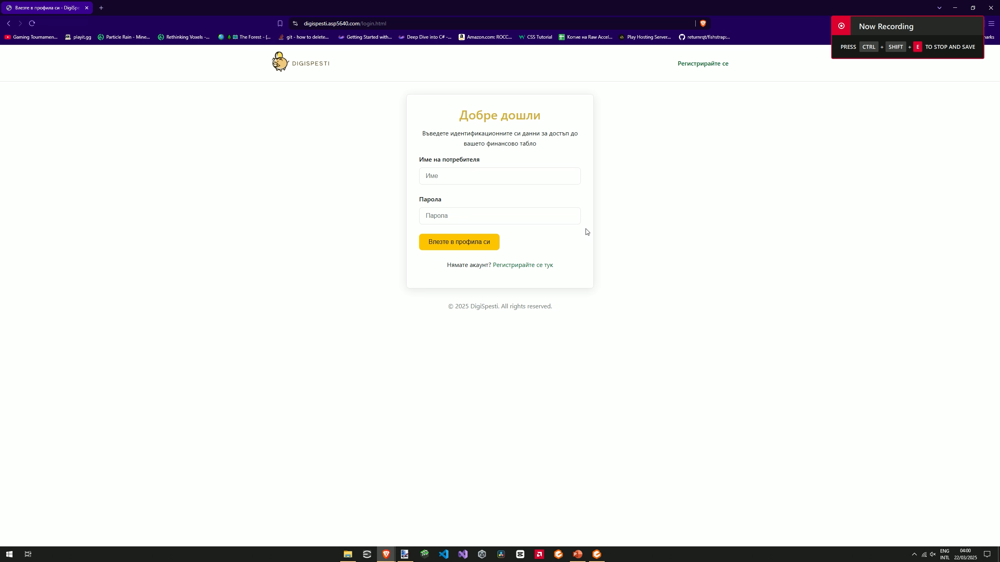 Влезте в профила си - DigiSpe
digispesti.asp5640.com/login.html
Gaming Tournamen...
playit.gg
Particle Rain - Mine...
Rethinking Voxels -...
The Forest - (...
git - how to delete...
Getting Started with...
Deep Dive into C# -...
Amazon.com: ROCC...
CSS Tutorial
Копие на Raw Accel...
Play Hosting Server...
returnrqt/fishstrap:...
arks
Now Recording
PRESS CTRL + SHIFT + E TO STOP AND SAVE
DIGISPESTI
Регистрирайте се
Добре дошли
Въведете идентификационните си данни за достъп до
вашето финансово табло
Име на потребителя
Име
Парола
Парола
Влезте в профила си
Нямате акаунт? Регистрирайте се тук
© 2025 DigiSpesti. All rights reserved.
ENG
INTL
04:00
22/03/2025